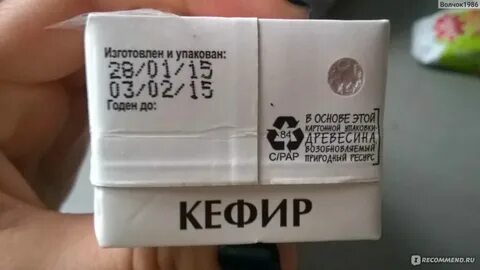 Волчок1986
Изготовлен и упакован:
28/01/15
03/02/15
Годен до:
84
C/PAP
В ОСНОВЕ ЭТОЙ
КАРТОННОЙ УПАКОВКИ-
ДРЕВЕСИНА
ВОЗОБНОВЛЯЕМЫЙ
ПРИРОДНЫЙ РЕСУРС
КЕФИР
IRECOMMEND.RU